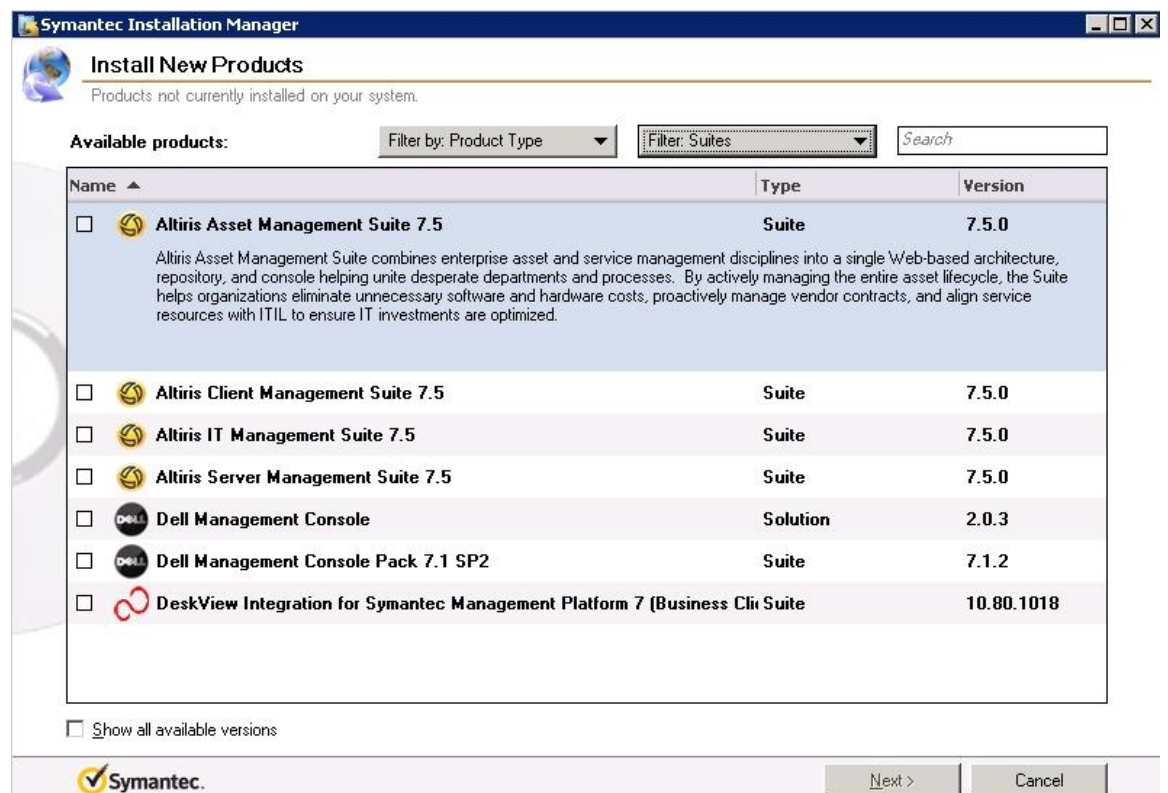 Symantec Installation Manager
Install New Products
Products not currently installed on your system.
Available products:
Filter by: Product Type
Filter: Suites
Search
Name Type Version
Altiris Asset Management Suite 7.5 Suite 7.5.0
Altiris Asset Management Suite combines enterprise asset and service management disciplines into a single Web-based architecture,
repository, and console helping unite desperate departments and processes. By actively managing the entire asset lifecycle, the Suite
helps organizations eliminate unnecessary software and hardware costs, proactively manage vendor contracts, and align service
resources with ITIL to ensure IT investments are optimized.
Altiris Client Management Suite 7.5 Suite 7.5.0
Altiris IT Management Suite 7.5 Suite 7.5.0
Altiris Server Management Suite 7.5 Suite 7.5.0
DELL Dell Management Console Solution 2.0.3
DELL Dell Management Console Pack 7.1 SP2 Suite 7.1.2
DeskView Integration for Symantec Management Platform 7 (Business Cli Suite 10.80.1018
Show all available versions
Symantec.
Next >
Cancel